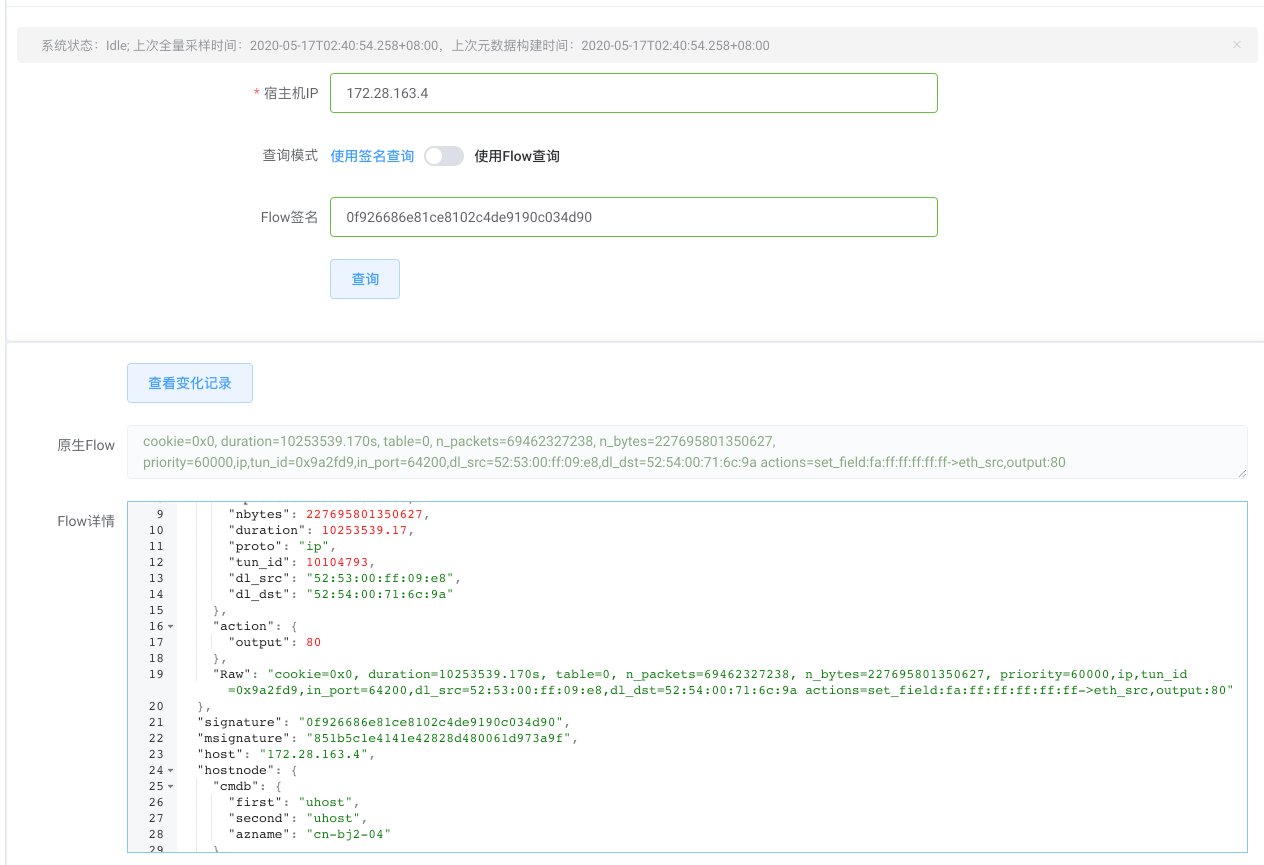 系统状态：Idle; 上次全量采样时间：2020-05-17T02:40:54.258+08:00，上次元数据构建时间：2020-05-17T02:40:54.258+08:00
* 宿主机IP 172.28.163.4
查询模式 使用签名查询 使用Flow查询
Flow签名 0f926686e81ce8102c4de9190c034d90
查询
查看变化记录
原生Flow
cookie=0x0, duration=10253539.170s, table=0, n_packets=69462327238, n_bytes=227695801350627,
priority=60000,ip,tun_id=0x9a2fd9,in_port=64200,dl_src=52:53:00:ff:09:e8,dl_dst=52:54:00:71:6c:9a actions=set_field:fa:ff:ff:ff:ff:ff->eth_src,output:80
Flow详情
9 "nbytes": 227695801350627,
10 "duration": 10253539.17,
11 "proto": "ip",
12 "tun_id": 10104793,
13 "dl_src": "52:53:00:ff:09:e8",
14 "dl_dst": "52:54:00:71:6c:9a"
15 },
16 "action": {
17 "output": 80
18 },
19 "Raw": "cookie=0x0, duration=10253539.170s, table=0, n_packets=69462327238, n_bytes=227695801350627, priority=60000,ip,tun_id
=0x9a2fd9,in_port=64200,dl_src=52:53:00:ff:09:e8,dl_dst=52:54:00:71:6c:9a actions=set_field:fa:ff:ff:ff:ff:ff->eth_src,output:80"
20 },
21 "signature": "0f926686e81ce8102c4de9190c034d90",
22 "msignature": "851b5c1e4141e42828d480061d973a9f",
23 "host": "172.28.163.4",
24 "hostnode": {
25 "cmdb": {
26 "first": "uhost",
27 "second": "uhost",
28 "azname": "cn-bj2-04"
29 }